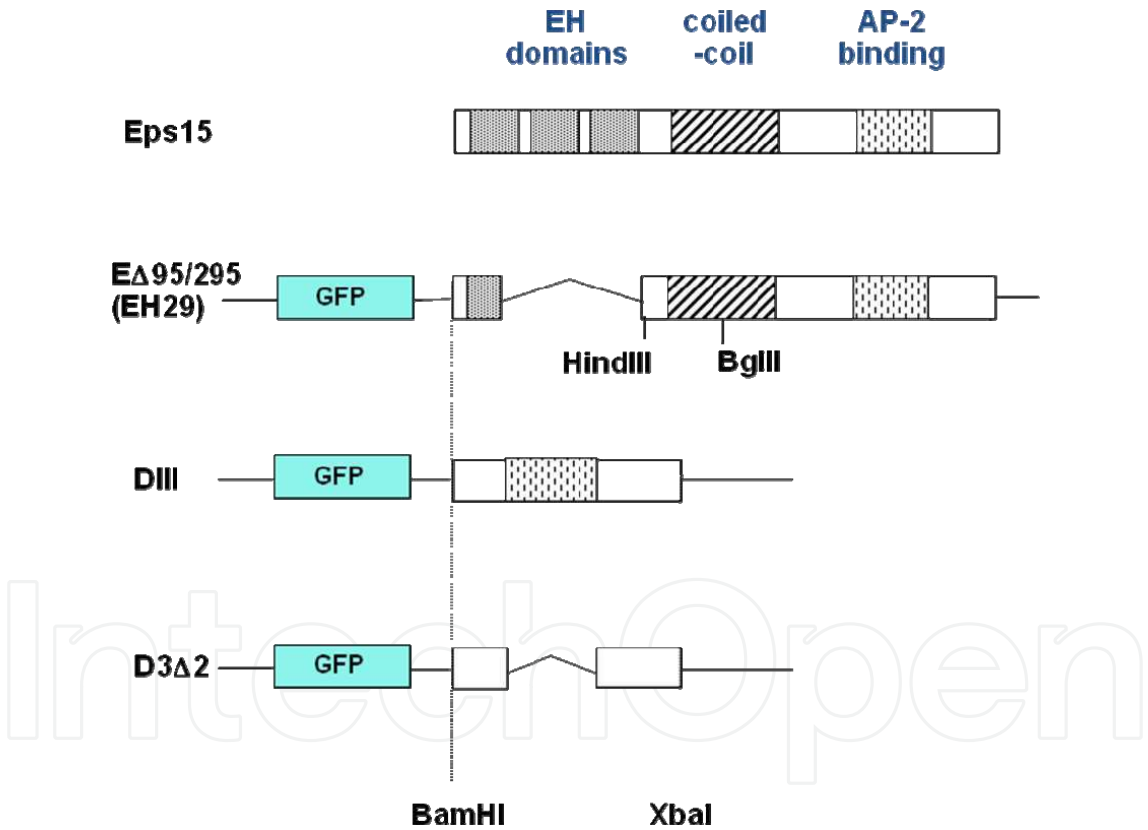 EH domains
coiled -coil
AP-2 binding
Eps15
EΔ95/295
(EH29)
GFP
HindIII
BglII
DIII
GFP
D3Δ2
GFP
IntechOpen
BamHI
XbaI